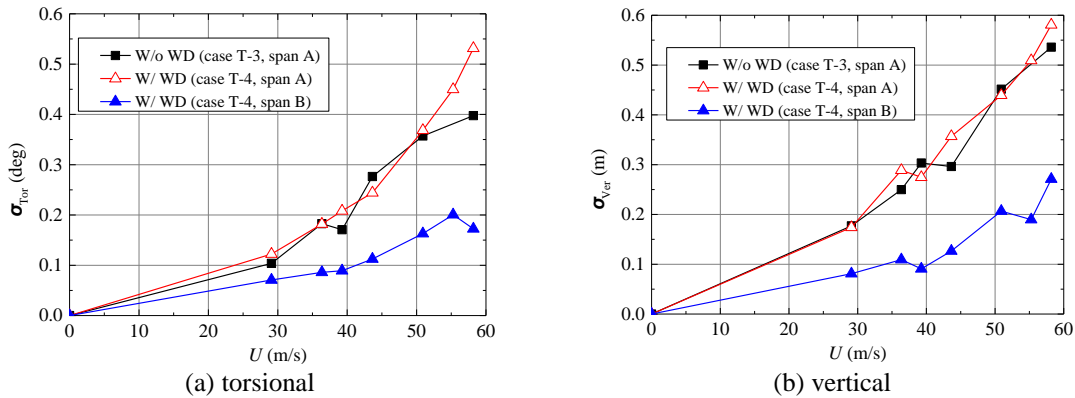 0.6
0.5
0.4
0.3
0.2
0.1
0.0
σTor (deg)
W/o WD (case T-3, span A)
W/ WD (case T-4, span A)
W/ WD (case T-4, span B)
0 10 20 30 40 50 60
U (m/s)
(a) torsional
0.6
0.5
0.4
0.3
0.2
0.1
0.0
σVer (m)
W/o WD (case T-3, span A)
W/ WD (case T-4, span A)
W/ WD (case T-4, span B)
0 10 20 30 40 50 60
U (m/s)
(b) vertical